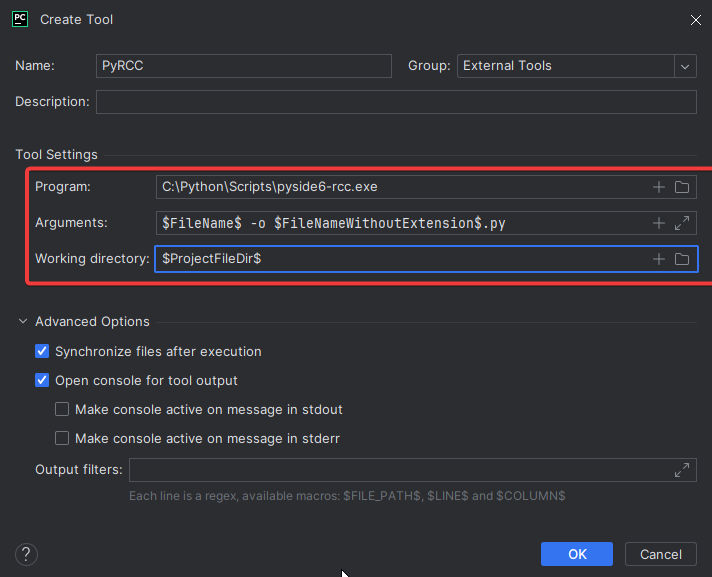 PC Create Tool
Name: PyRCC Group: External Tools
Description:
Tool Settings
Program: C:\Python\Scripts\pyside6-rcc.exe
Arguments: $FileName$ -o $FileNameWithoutExtension$.py
Working directory: $ProjectFileDir$
Advanced Options
Synchronize files after execution
Open console for tool output
Make console active on message in stdout
Make console active on message in stderr
Output filters:
Each line is a regex, available macros: $FILE_PATH$, $LINE$ and $COLUMN$
? OK Cancel